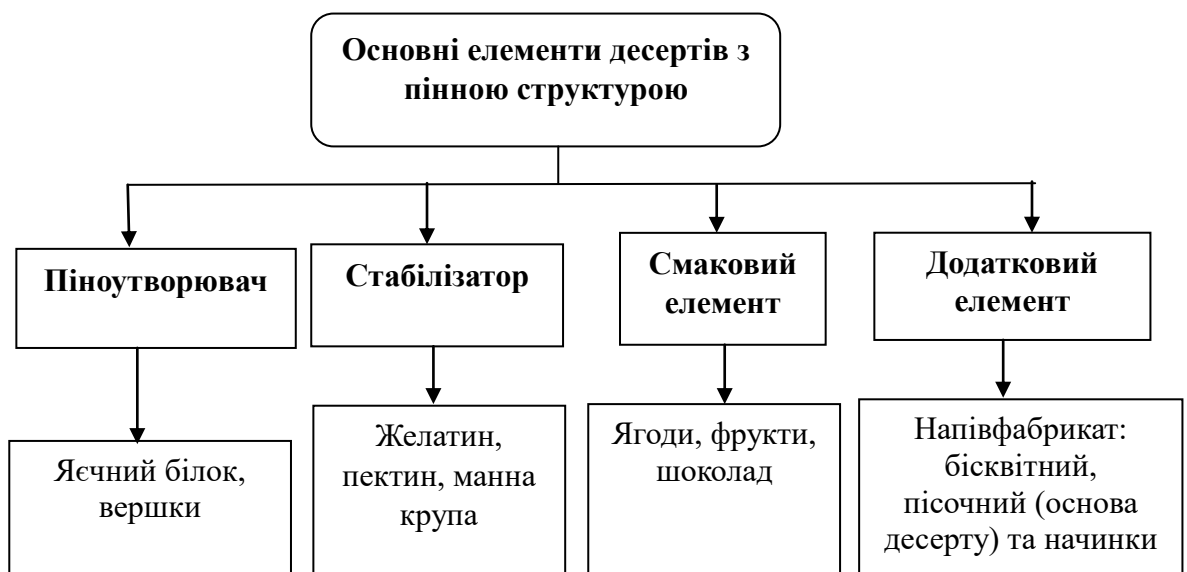 Основні елементи десертів з
пінною структурою
Піноутворювач
Стабілізатор
Смаковий
елемент
Додатковий
елемент
Яєчний білок,
вершки
Желатин,
пектин, манна
крупа
Ягоди, фрукти,
шоколад
Напівфабрикат:
бісквітний,
пісочний (основа
десерту) та начинки